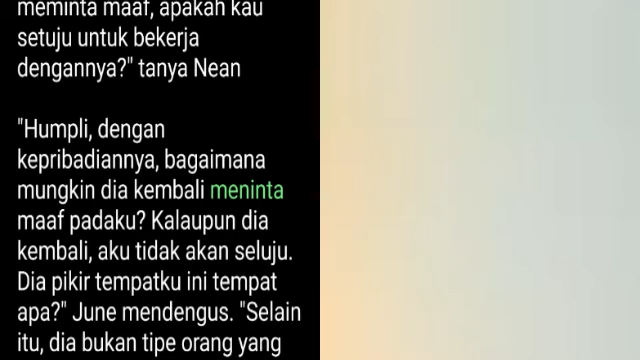 meminta maaf, apakah kau
setuju untuk bekerja
dengannya?" tanya Nean
"Humpli, dengan
kepribadiannya, bagaimana
mungkin dia kembali meninta
maaf padaku? Kalaupun dia
kembali, aku tidak akan seluju.
Dia pikir tempatku ini tempat
apa?" June mendengus. "Selain
itu, dia bukan tipe orang yang